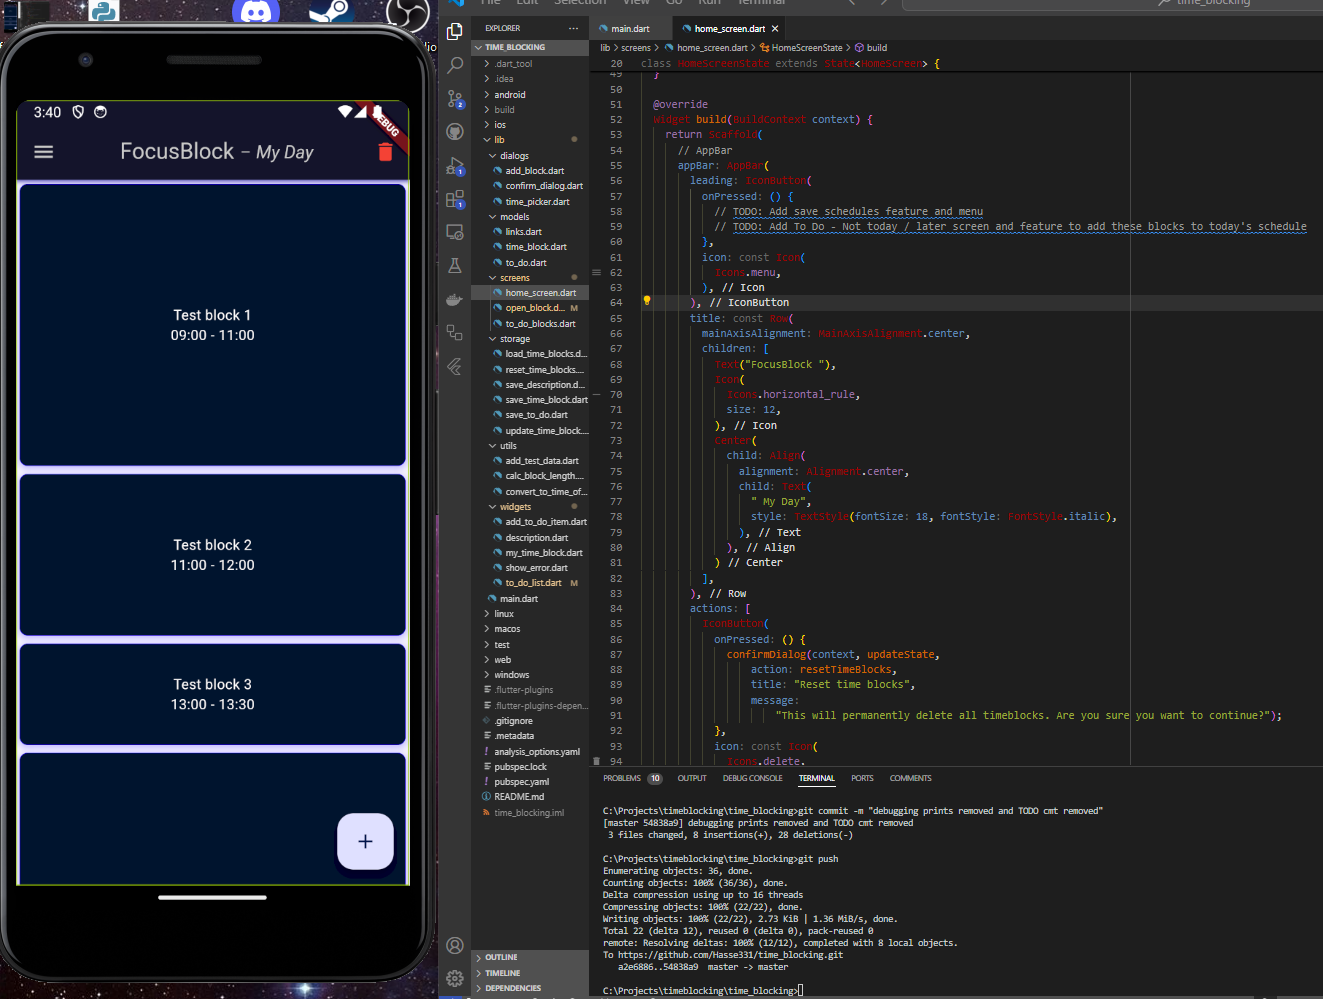 3:40
DEBUG
FocusBlock – My Day
Test block 1
09:00 - 11:00
Test block 2
11:00 - 12:00
Test block 3
13:00 - 13:30
File Edit Selection View Go Run Terminal
time_blocking
EXPLORER
TIME_BLOCKING
.dart_tool
.idea
android
build
ios
lib
dialogs
add_block.dart
confirm_dialog.dart
time_picker.dart
models
links.dart
time_block.dart
to_do.dart
screens
home_screen.dart
open_block.d... M
to_do_blocks.dart
storage
load_time_blocks.d...
reset_time_blocks....
save_description.d...
save_time_block.dart
save_to_do.dart
update_time_block....
utils
add_test_data.dart
calc_block_length....
convert_to_time_of...
widgets
add_to_do_item.dart
description.dart
my_time_block.dart
show_error.dart
to_do_list.dart M
main.dart
linux
macos
test
web
windows
.flutter-plugins
.flutter-plugins-depen...
.gitignore
.metadata
analysis_options.yaml
pubspec.lock
pubspec.yaml
README.md
time_blocking.iml
OUTLINE
TIMELINE
DEPENDENCIES
main.dart home_screen.dart
lib > screens > home_screen.dart > HomeScreenState > build
20 class HomeScreenState extends State<HomeScreen> {
49 }
50
51 @override
52 Widget build(BuildContext context) {
53 return Scaffold(
54 // AppBar
55 appBar: AppBar(
56 leading: IconButton(
57 onPressed: () {
58 // TODO: Add save schedules feature and menu
59 // TODO: Add To Do - Not today / later screen and feature to add these blocks to today's schedule
60 },
61 icon: const Icon(
62 Icons.menu,
63 ), // Icon
64 ), // IconButton
65 title: const Row(
66 mainAxisAlignment: MainAxisAlignment.center,
67 children: [
68 Text("FocusBlock "),
69 Icon(
70 Icons.horizontal_rule,
71 size: 12,
72 ), // Icon
73 Center(
74 child: Align(
75 alignment: Alignment.center,
76 child: Text(
77 " My Day",
78 style: TextStyle(fontSize: 18, fontStyle: FontStyle.italic),
79 ), // Text
80 ), // Align
81 ) // Center
82 ],
83 ), // Row
84 actions: [
85 IconButton(
86 onPressed: () {
87 confirmDialog(context, updateState,
88 action: resetTimeBlocks,
89 title: "Reset time blocks",
90 message:
91 "This will permanently delete all timeblocks. Are you sure you want to continue?");
92 },
93 icon: const Icon(
94 Icons.delete.
PROBLEMS 10 OUTPUT DEBUG CONSOLE TERMINAL PORTS COMMENTS
C:\Projects\timeblocking\time_blocking>git commit -m "debugging prints removed and TODO cmt removed"
[master 54838a9] debugging prints removed and TODO cmt removed
3 files changed, 8 insertions(+), 28 deletions(-)
C:\Projects\timeblocking\time_blocking>git push
Enumerating objects: 36, done.
Counting objects: 100% (36/36), done.
Delta compression using up to 16 threads
Compressing objects: 100% (22/22), done.
Writing objects: 100% (22/22), 2.73 KiB | 1.36 MiB/s, done.
Total 22 (delta 12), reused 0 (delta 0), pack-reused 0
remote: Resolving deltas: 100% (12/12), completed with 8 local objects.
To https://github.com/Hasse331/time_blocking.git
a2e6886..54838a9 master -> master
C:\Projects\timeblocking\time_blocking>